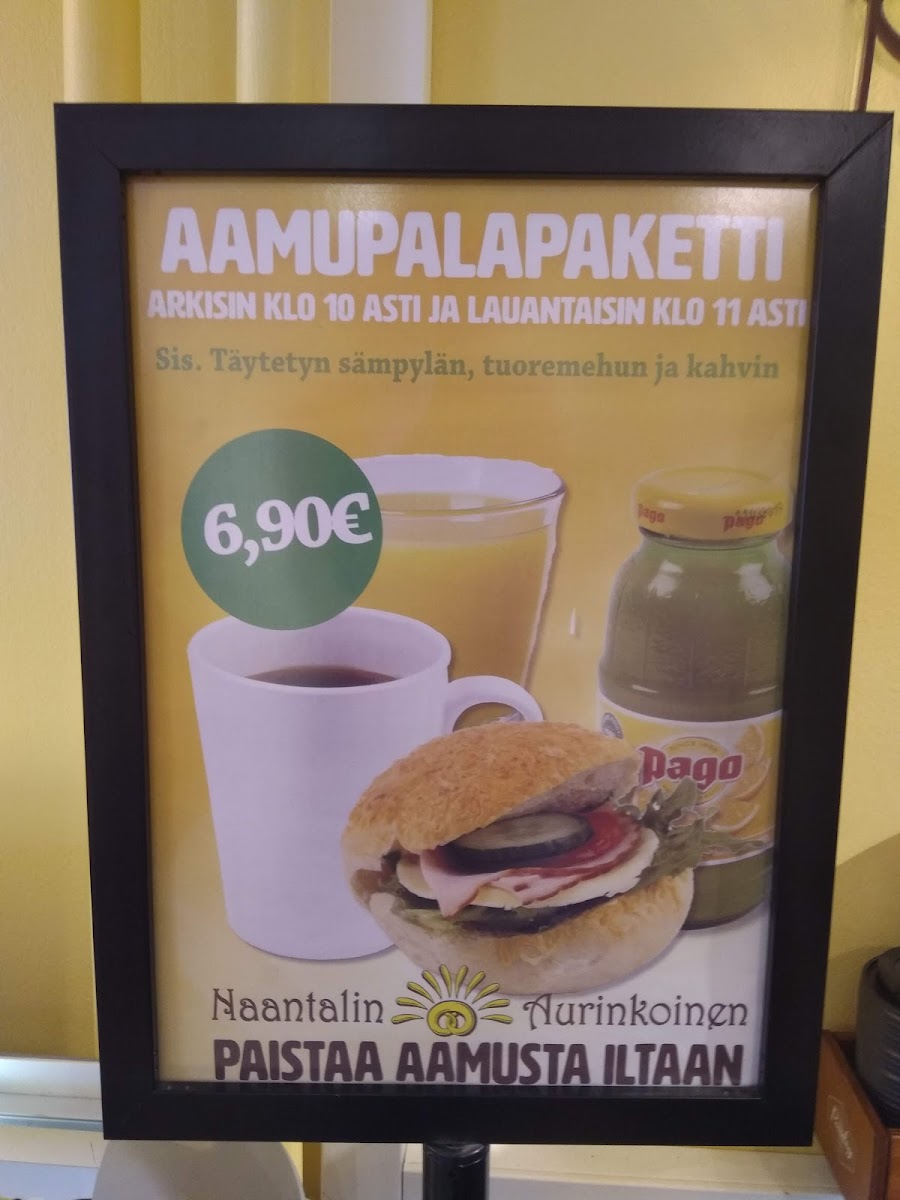 AAMUPALAPAKETTI
ARKISIN KLO 10 ASTI JA LAUANTAISIN KLO 11 ASTI
Sis. Täytetyn sämpylän, tuoremehun ja kahvin
6,90€
Pago Pago
Pago
Haantalin Aurinkoinen
PAISTAA AAMUSTA ILTAAN